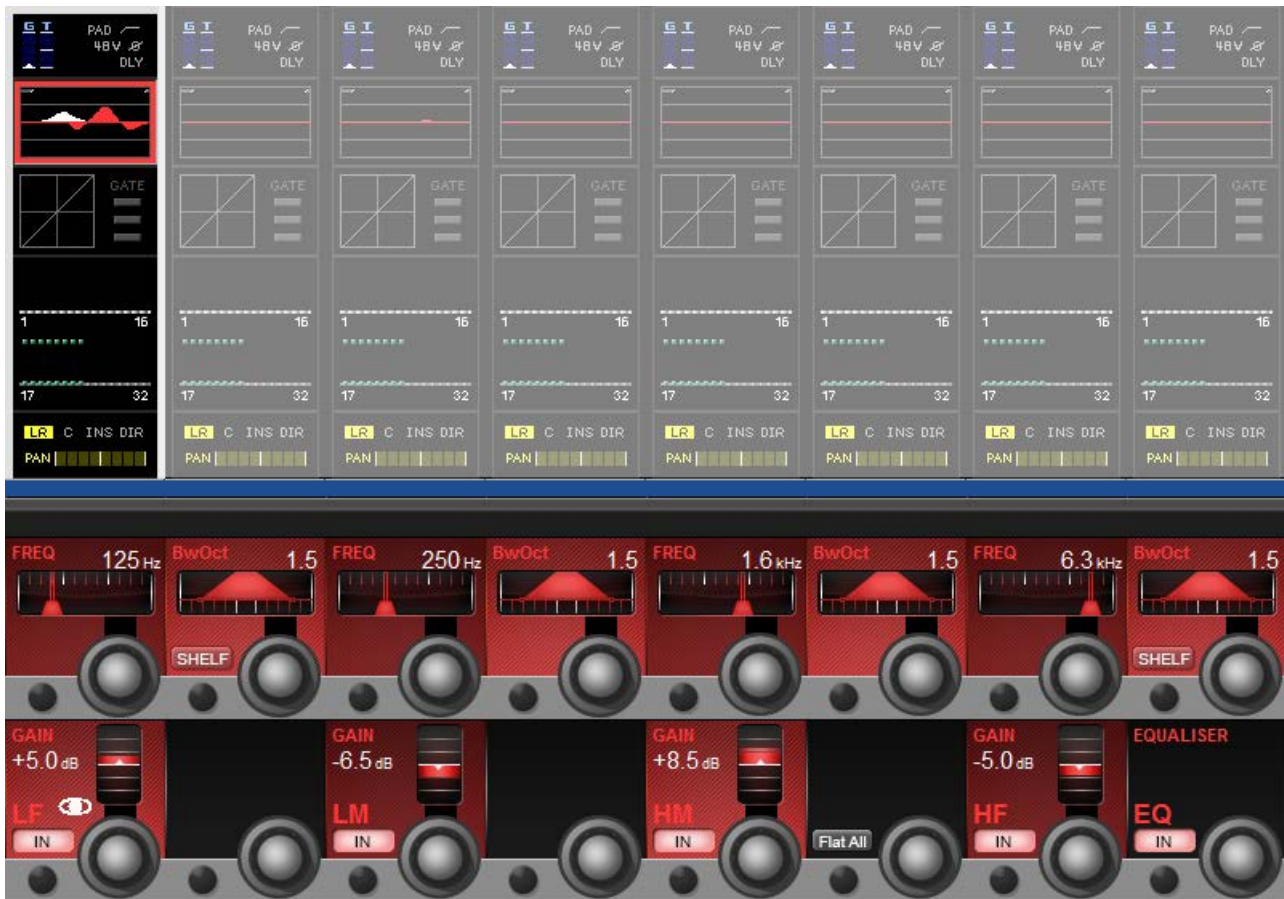 G T PAD G T PAD G T PAD G T PAD G T PAD G T PAD G T PAD G T PAD
48V 48V 48V 48V 48V 48V 48V 48V
DLY DLY DLY DLY DLY DLY DLY DLY
GATE GATE GATE GATE GATE GATE GATE GATE
1 16 1 16 1 16 1 16 1 16 1 16 1 16 1 16
17 32 17 32 17 32 17 32 17 32 17 32 17 32 17 32
LR C INS DIR LR C INS DIR LR C INS DIR LR C INS DIR LR C INS DIR LR C INS DIR LR C INS DIR LR C INS DIR
PAN PAN PAN PAN PAN PAN PAN PAN
FREQ 125 Hz BwOct 1.5 FREQ 250 Hz BwOct 1.5 FREQ 1.6 kHz BwOct 1.5 FREQ 6.3 kHz BwOct 1.5
SHELF SHELF
GAIN GAIN GAIN GAIN EQUALISER
+5.0 dB -6.5 dB +8.5 dB -5.0 dB
LF LM HM HF EQ
IN IN IN Flat All IN IN